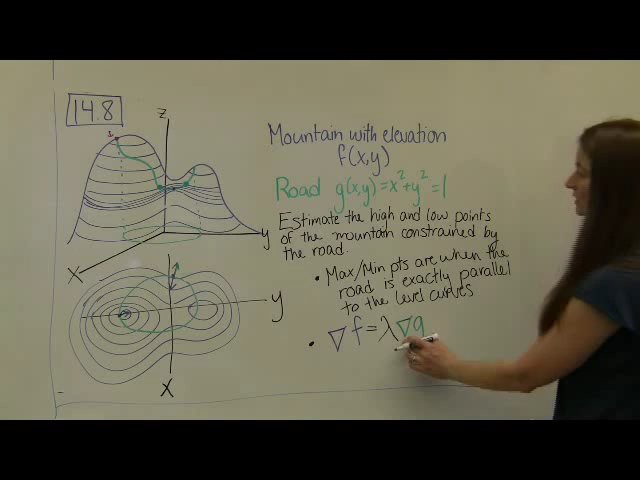 14.8
z
y
X
y
X
Mountain with elevation
f(x,y)
Road g(x,y)=x²+y²=1
Estimate the high and low points
of the mountain constrained by
the road.
• Max/Min pts are when the
road is exactly parallel
to the level curves
• ∇f=λ∇g